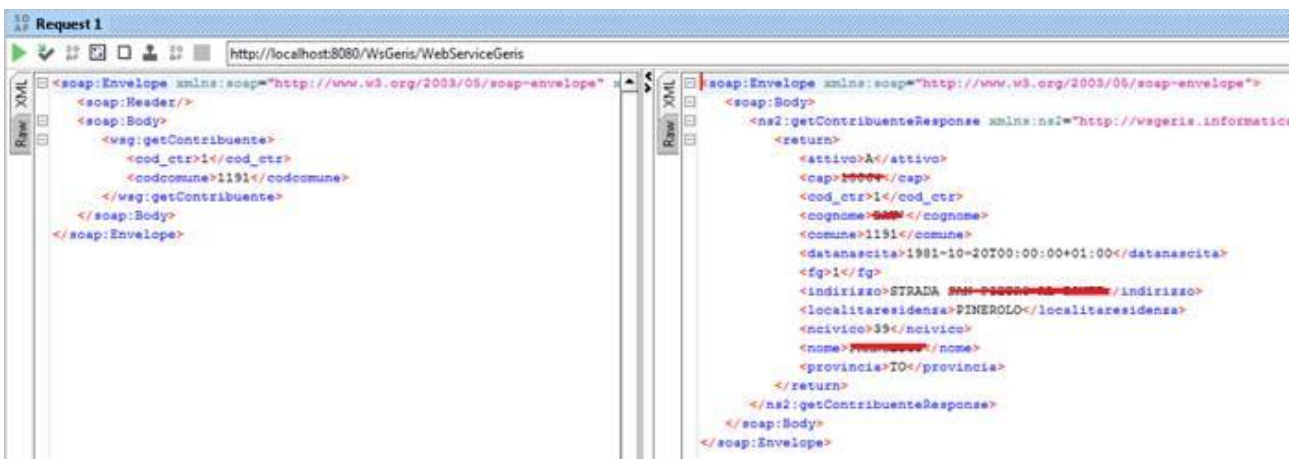 Request 1
http://localhost:8080/WsGeris/WebServiceGeris
XML
Raw
<soap:Envelope xmlns:soap="http://www.w3.org/2003/05/soap-envelope" x
<soap:Header/>
<soap:Body>
<wsg:getContribuente>
<cod_ctr>1</cod_ctr>
<codcomune>1191</codcomune>
</wsg:getContribuente>
</soap:Body>
</soap:Envelope>
XML
Raw
<soap:Envelope xmlns:soap="http://www.w3.org/2003/05/soap-envelope">
<soap:Body>
<ns2:getContribuenteResponse xmlns:ns2="http://wsgeris.informatica
<return>
<attivo>A</attivo>
<cap></cap>
<cod_ctr>1</cod_ctr>
<cognome></cognome>
<comune>1191</comune>
<datanascita>1981-10-20T00:00:00+01:00</datanascita>
<fg>1</fg>
<indirizzo>STRADA </indirizzo>
<localitaresidenza>PINEROLO</localitaresidenza>
<ncivico>39</ncivico>
<nome></nome>
<provincia>TO</provincia>
</return>
</ns2:getContribuenteResponse>
</soap:Body>
</soap:Envelope>